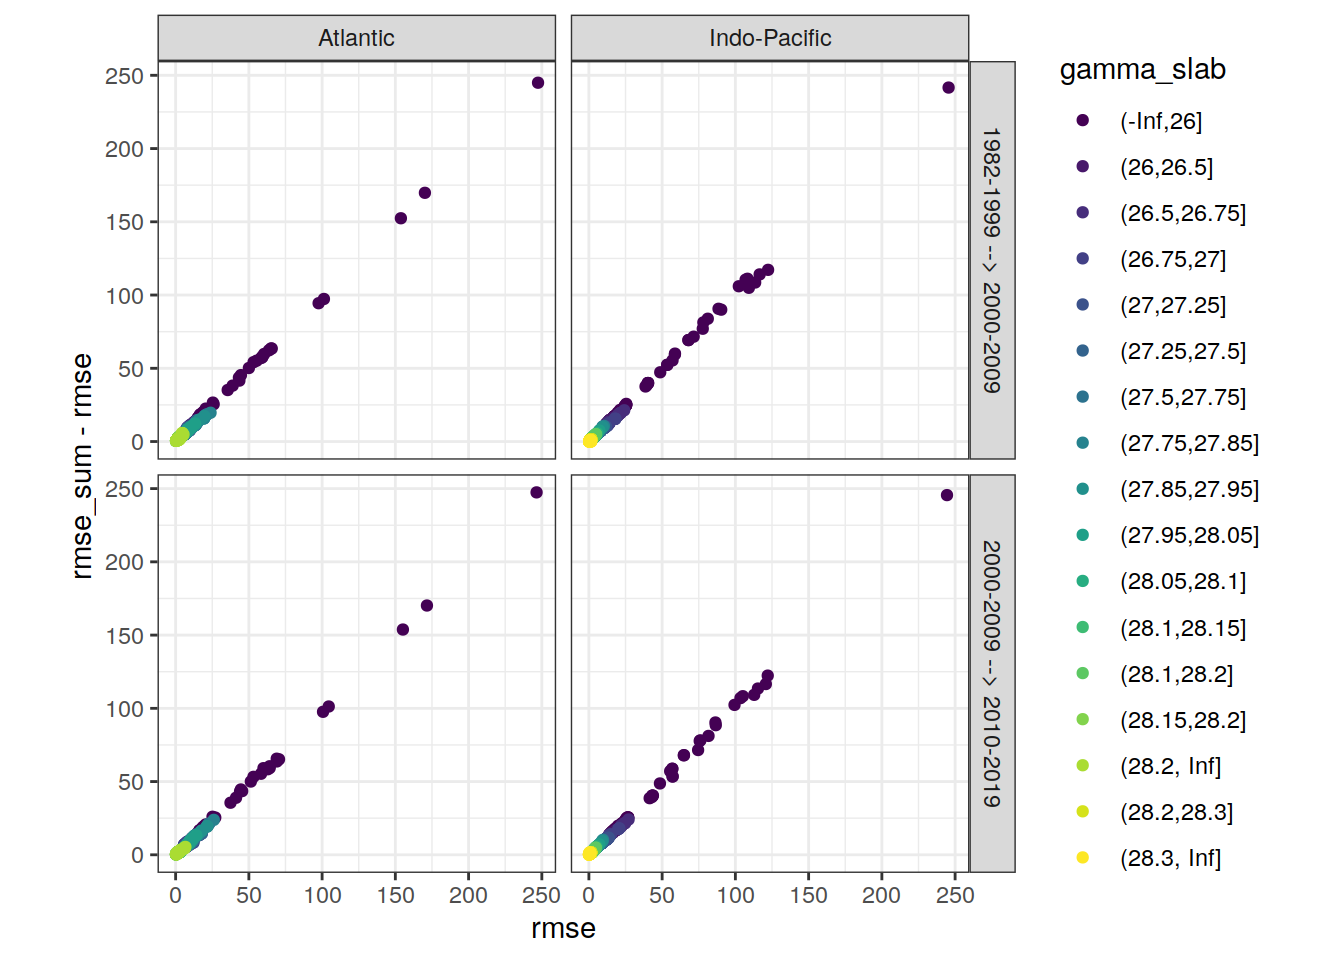 Atlantic
Indo-Pacific
250
200
150
100
50
0
1982-1999 --> 2000-2009
250
200
150
100
50
0
2000-2009 --> 2010-2019
0 50 100 150 200 250
0 50 100 150 200 250
rmse
rmse_sum - rmse
gamma_slab
(-Inf,26]
(26,26.5]
(26.5,26.75]
(26.75,27]
(27,27.25]
(27.25,27.5]
(27.5,27.75]
(27.75,27.85]
(27.85,27.95]
(27.95,28.05]
(28.05,28.1]
(28.1,28.15]
(28.1,28.2]
(28.15,28.2]
(28.2, Inf]
(28.2,28.3]
(28.3, Inf]